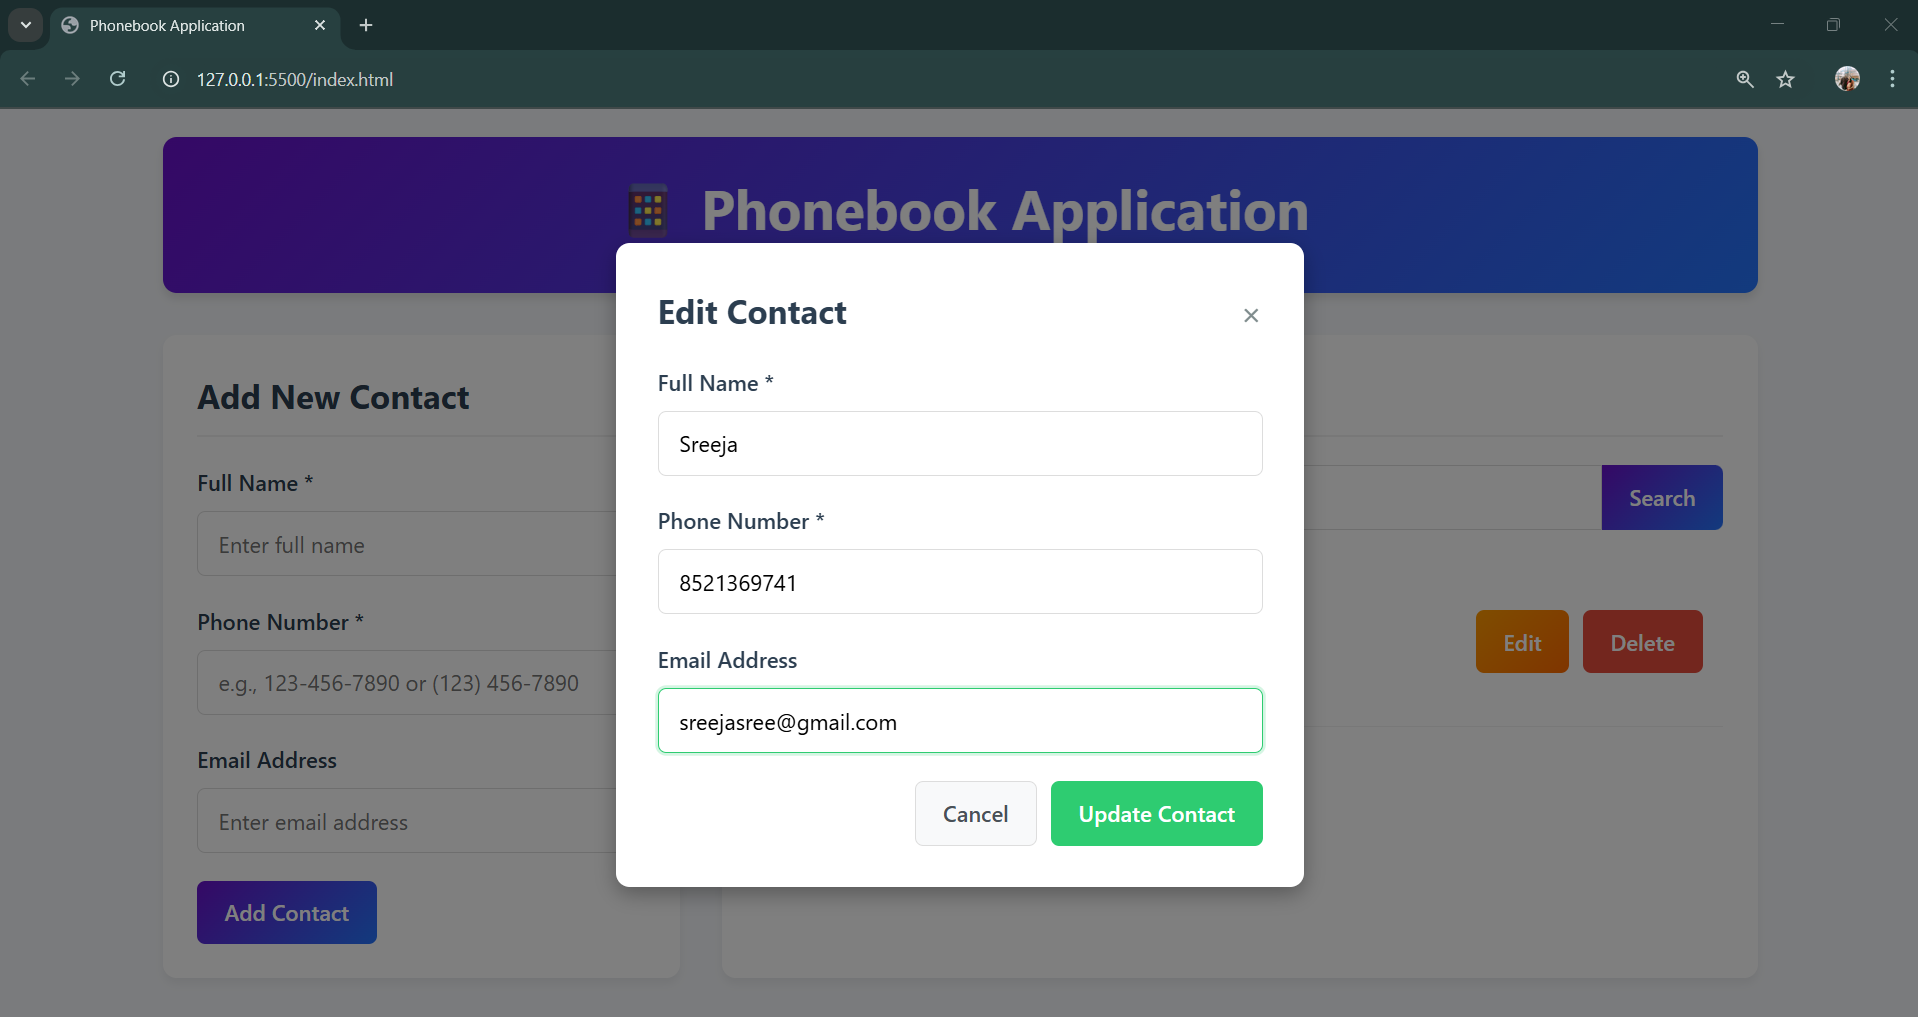 Phonebook Application
127.0.0.1:5500/index.html
Phonebook Application
Add New Contact
Full Name *
Enter full name
Phone Number *
e.g., 123-456-7890 or (123) 456-7890
Email Address
Enter email address
Add Contact
Edit Contact
×
Full Name *
Sreeja
Phone Number *
8521369741
Email Address
sreejasree@gmail.com
Cancel
Update Contact
Search
Edit
Delete